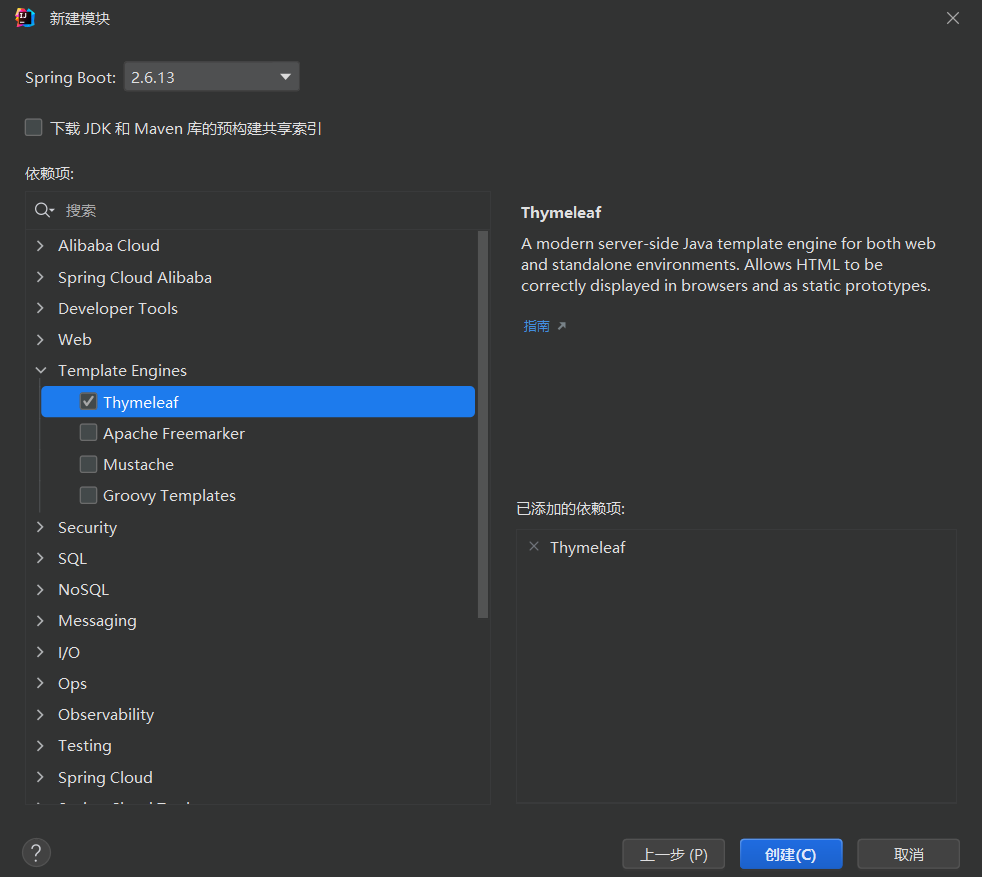 新建模块
Spring Boot:
2.6.13
下载 JDK 和 Maven 库的预构建共享索引
依赖项:
搜索
Alibaba Cloud
Spring Cloud Alibaba
Developer Tools
Web
Template Engines
Thymeleaf
Apache Freemarker
Mustache
Groovy Templates
Security
SQL
NoSQL
Messaging
I/O
Ops
Observability
Testing
Spring Cloud
Thymeleaf
A modern server-side Java template engine for both web
and standalone environments. Allows HTML to be
correctly displayed in browsers and as static prototypes.
指南
已添加的依赖项:
Thymeleaf
?
上一步 (P)
创建(C)
取消